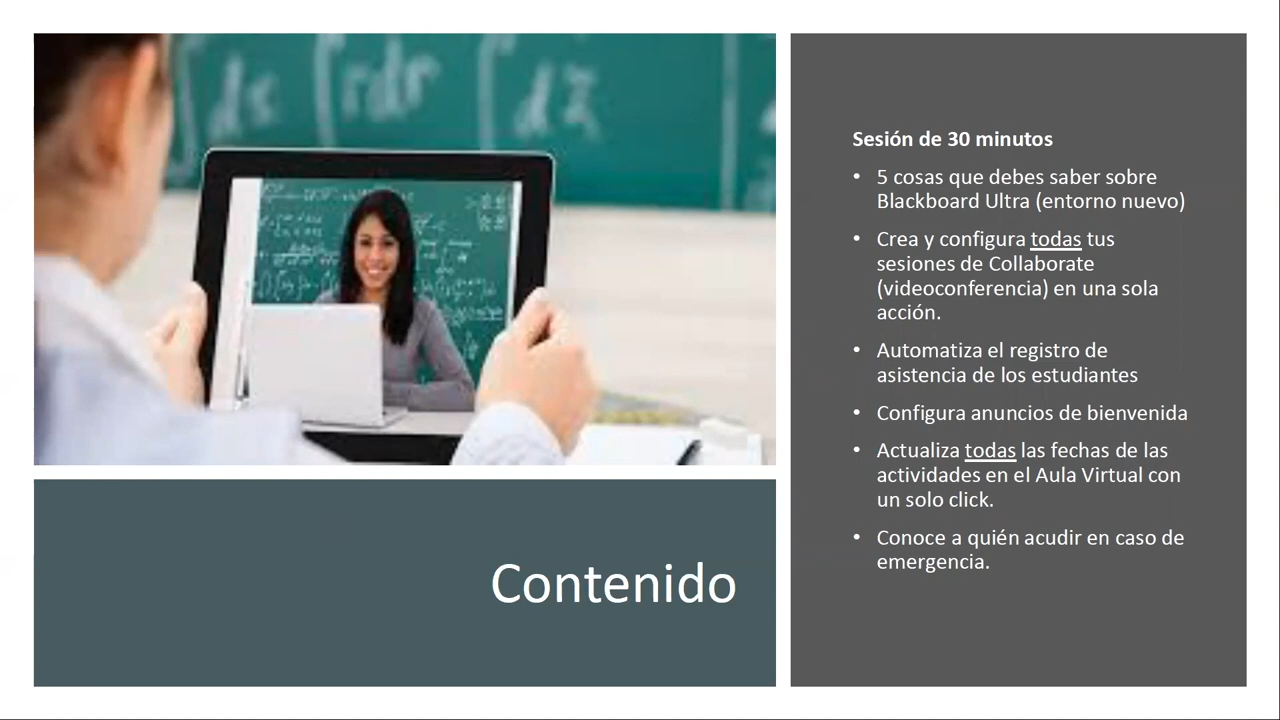 Sesión de 30 minutos
• 5 cosas que debes saber sobre
Blackboard Ultra (entorno nuevo)
• Crea y configura todas tus
sesiones de Collaborate
(videoconferencia) en una sola
acción.
• Automatiza el registro de
asistencia de los estudiantes
• Configura anuncios de bienvenida
• Actualiza todas las fechas de las
actividades en el Aula Virtual con
un solo click.
• Conoce a quién acudir en caso de
emergencia.
Contenido